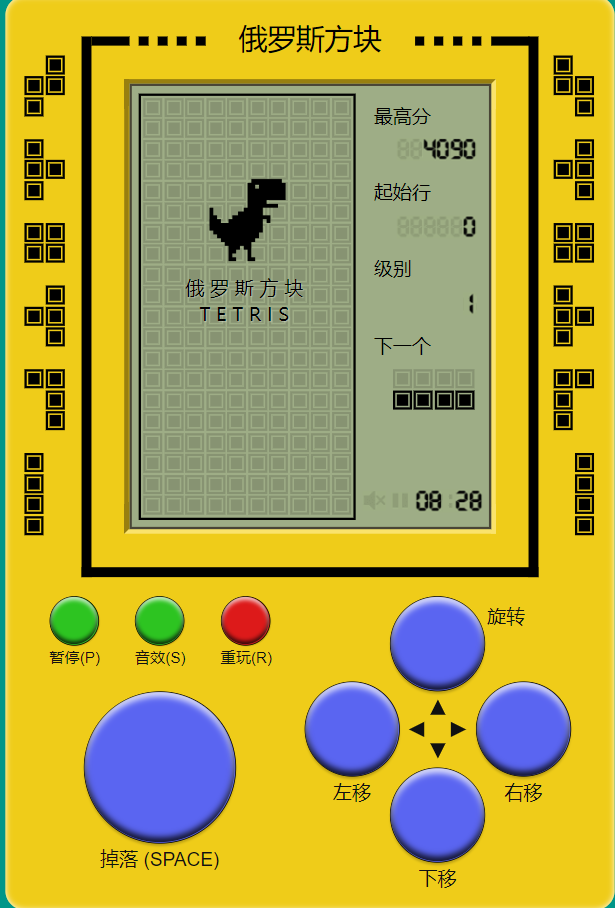 俄罗斯方块
最高分
4090
起始行
0
级别
1
下一个
俄罗斯方块
TETRIS
08:28
暂停(P)
音效(S)
重玩(R)
旋转
左移
右移
下移
掉落 (SPACE)